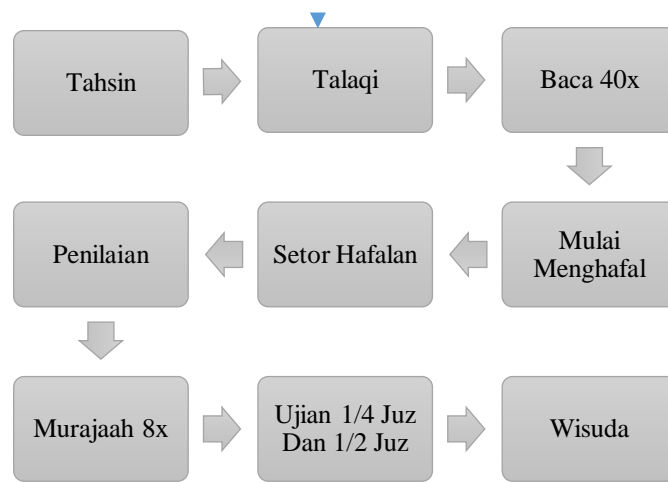 Tahsin
Talaqi
Baca 40x
Mulai
Menghafal
Setor Hafalan
Penilaian
Murajaah 8x
Ujian 1/4 Juz
Dan 1/2 Juz
Wisuda